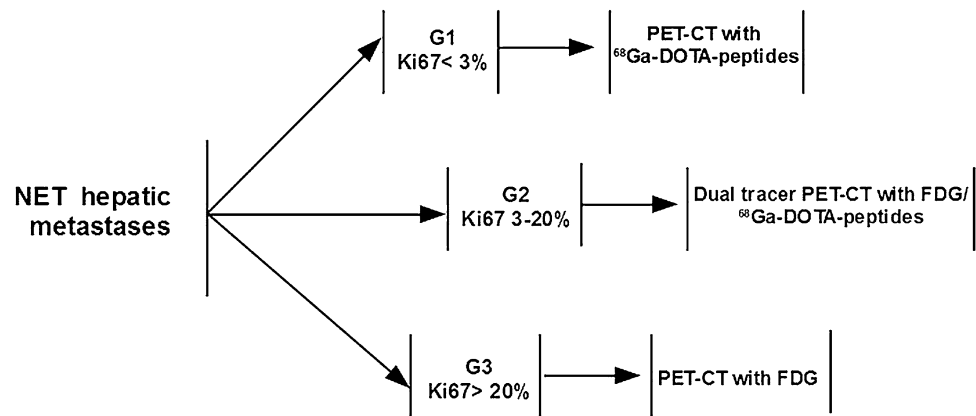 NET hepatic
metastases
G1
Ki67< 3%
PET-CT with
⁶⁸Ga-DOTA-peptides
G2
Ki67 3-20%
Dual tracer PET-CT with FDG/
⁶⁸Ga-DOTA-peptides
G3
Ki67> 20%
PET-CT with FDG